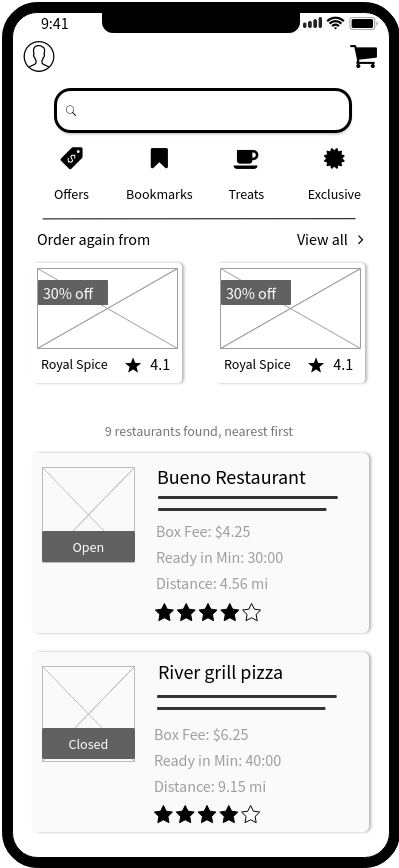 9:41
$
Offers
Bookmarks
Treats
Exclusive
Order again from
View all
30% off
30% off
Royal Spice
4.1
Royal Spice
4.1
9 restaurants found, nearest first
Bueno Restaurant
Box Fee: $4.25
Open
Ready in Min: 30:00
Distance: 4.56 mi
River grill pizza
Box Fee: $6.25
Closed
Ready in Min: 40:00
Distance: 9.15 mi